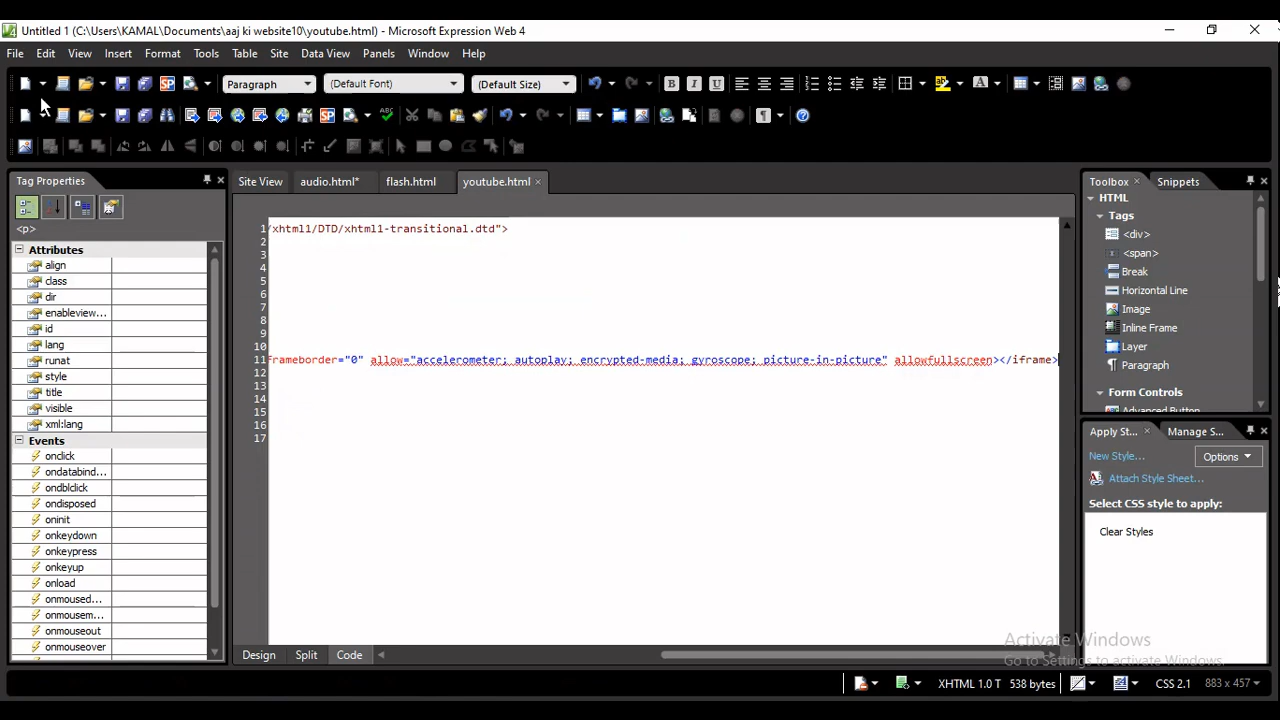 Untitled 1 (C:\Users\KAMAL\Documents\aaj ki website10\youtube.html) - Microsoft Expression Web 4
File Edit View Insert Format Tools Table Site Data View Panels Window Help
Paragraph (Default Font) (Default Size)
Tag Properties
Site View audio.html* flash.html youtube.html
Toolbox Snippets
<p>
Attributes
align
class
dir
enableview...
id
lang
runat
style
title
visible
xml:lang
Events
onclick
ondatabind...
ondblclick
ondisposed
oninit
onkeydown
onkeypress
onkeyup
onload
onmoused...
onmousem...
onmouseout
onmouseover
1 /xhtml1/DTD/xhtml1-transitional.dtd">
2
3
4
5
6
7
8
9
10
11 frameborder="0" allow="accelerometer; autoplay; encrypted-media; gyroscope; picture-in-picture" allowfullscreen></iframe>
12
13
14
15
16
17
HTML
Tags
<div>
<span>
Break
Horizontal Line
Image
Inline Frame
Layer
Paragraph
Form Controls
Advanced Button
Apply St... Manage S...
New Style... Options
Attach Style Sheet...
Select CSS style to apply:
Clear Styles
Activate Windows
Go to Settings to activate Windows.
Design Split Code
XHTML 1.0 T 538 bytes CSS 2.1 883 x 457